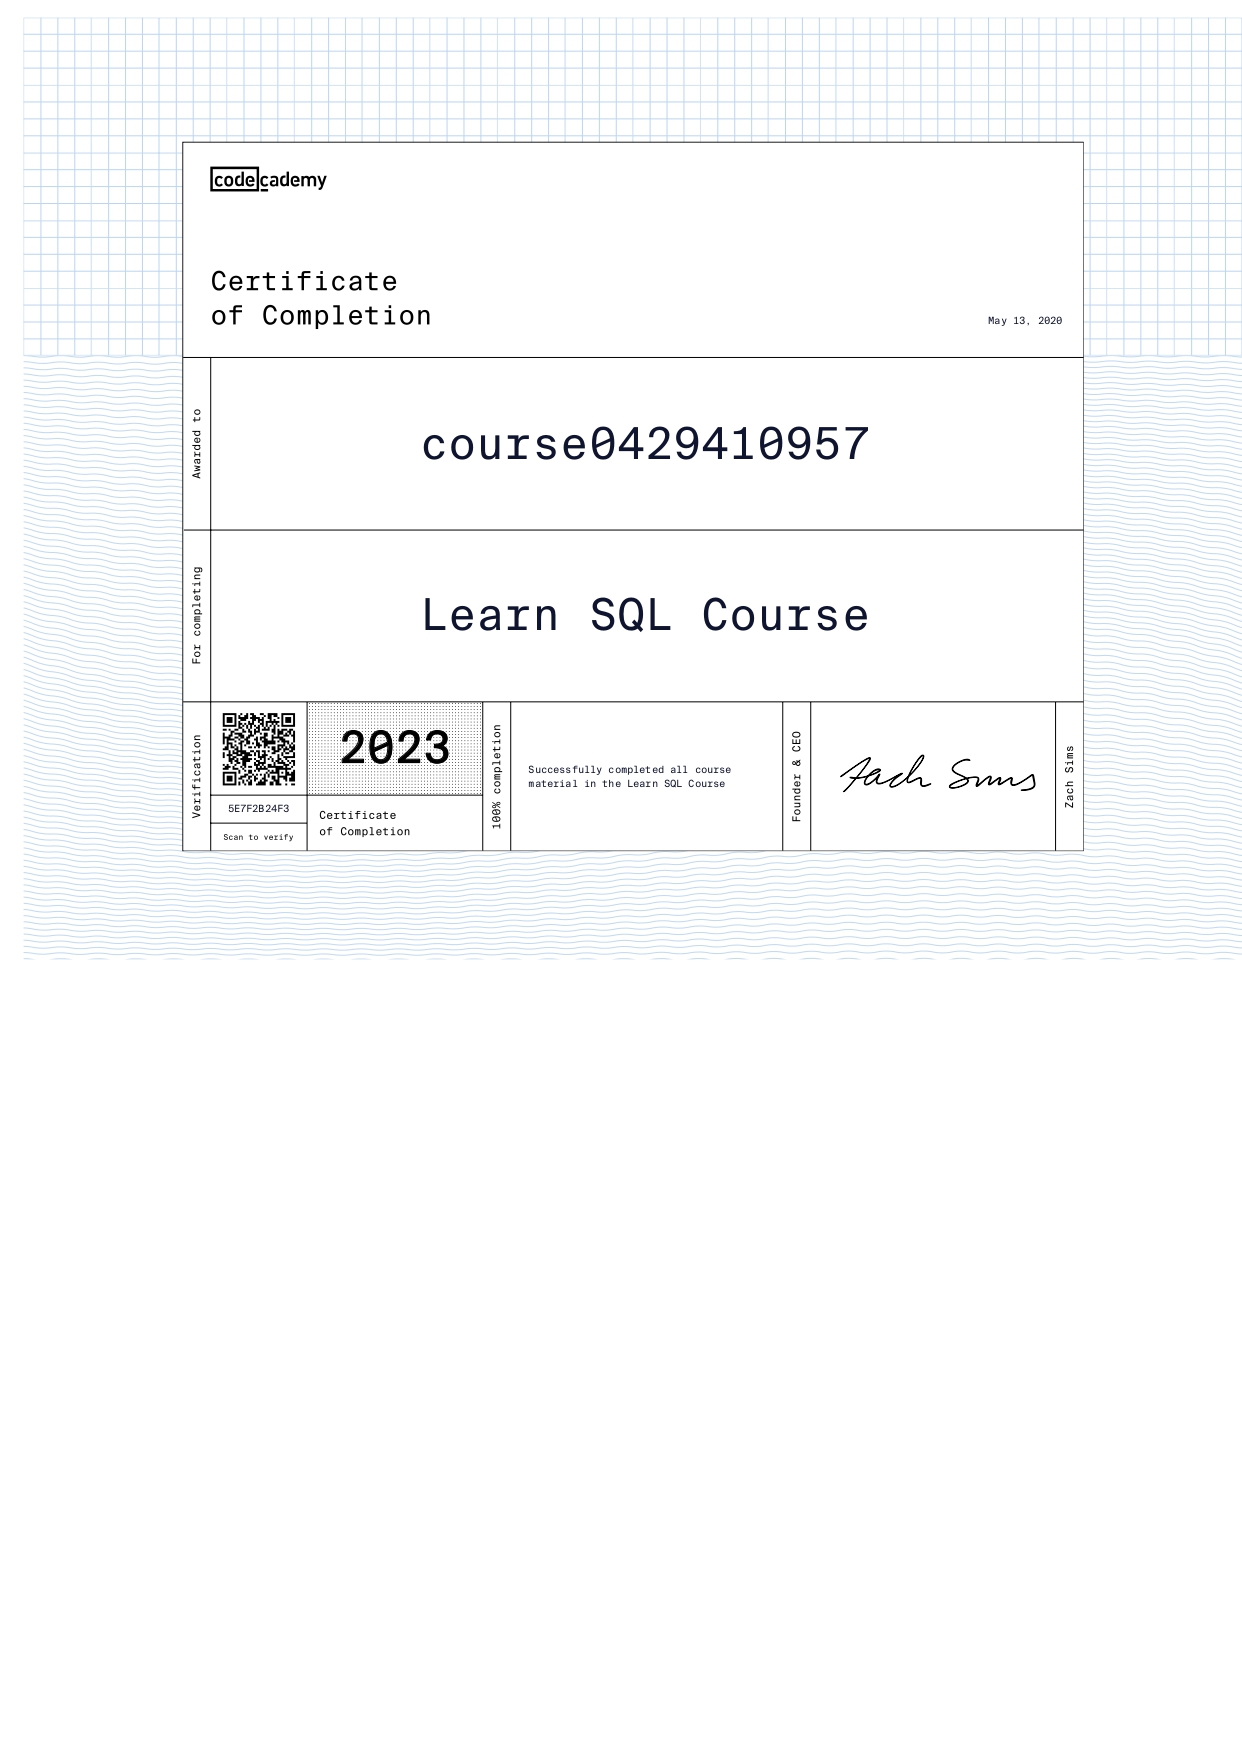 codecademy
Certificate
of Completion
May 13, 2020
Awarded to
course0429410957
For completing
Learn SQL Course
Verification
5E7F2B24F3
Scan to verify
2023
Certificate
of Completion
100% completion
Successfully completed all course
material in the Learn SQL Course
Founder & CEO
Zach Sims
Zach Sims